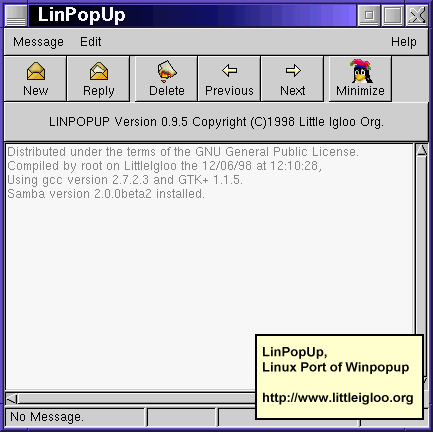 LinPopUp
Message Edit Help
New Reply Delete Previous Next Minimize
LINPOPUP Version 0.9.5 Copyright (C)1998 Little Igloo Org.
Distributed under the terms of the GNU General Public License.
Compiled by root on LittleIgloo the 12/06/98 at 12:10:28,
Using gcc version 2.7.2.3 and GTK+ 1.1.5.
Samba version 2.0.0beta2 installed.
LinPopUp,
Linux Port of Winpopup
http://www.littleigloo.org
No Message.